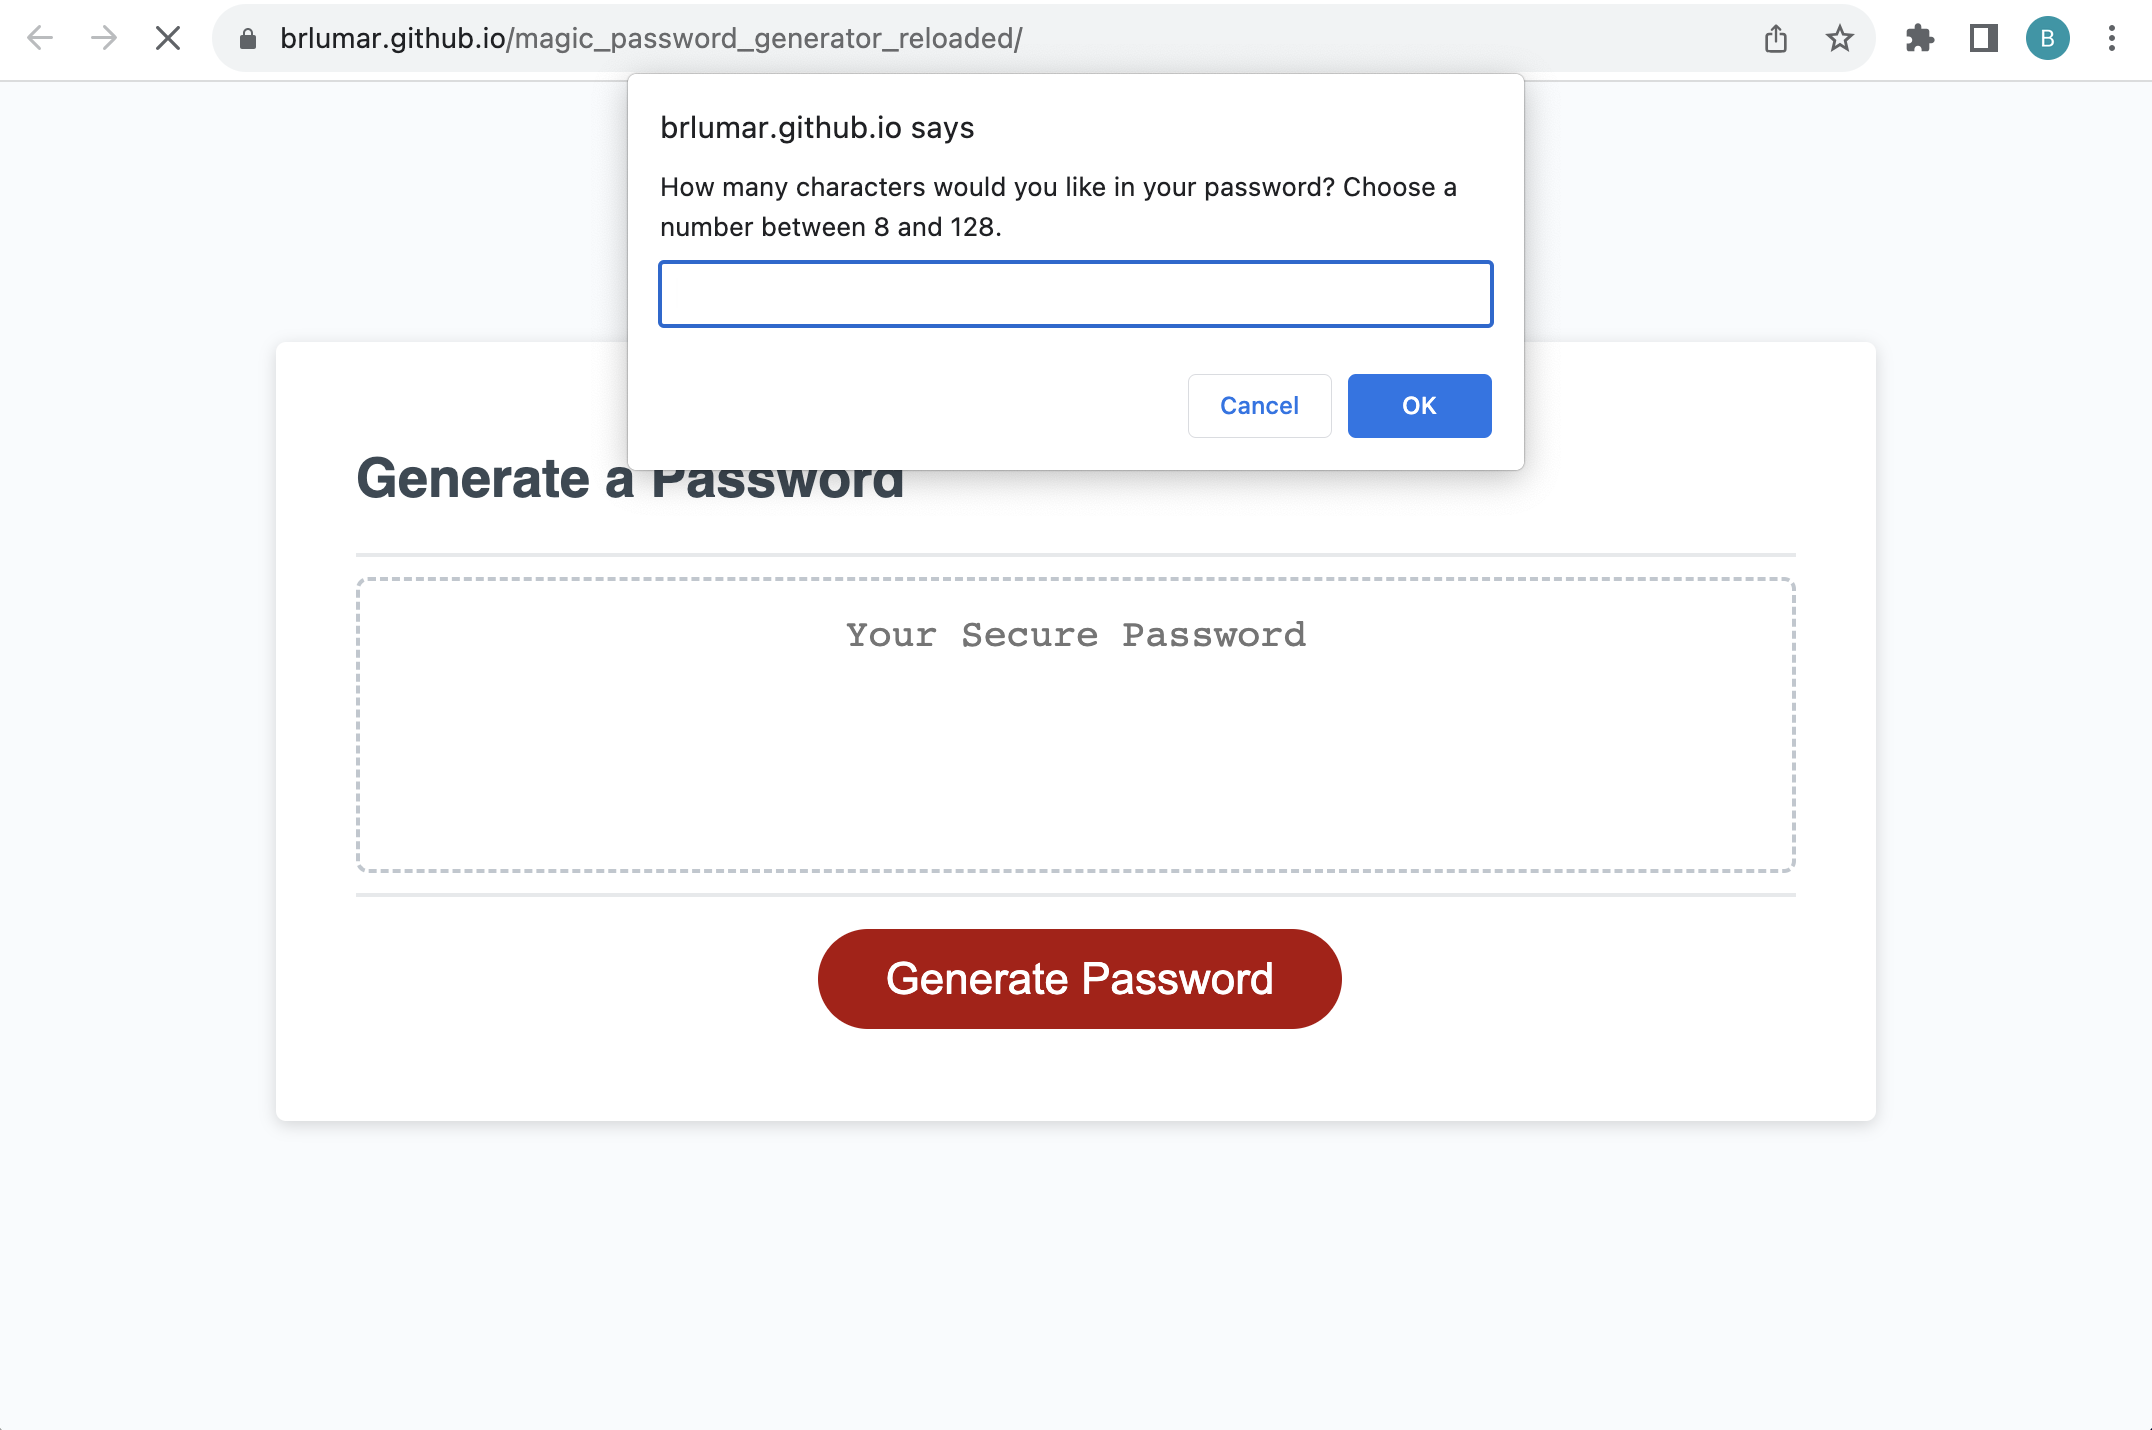 brlumar.github.io/magic_password_generator_reloaded/
B
brlumar.github.io says
How many characters would you like in your password? Choose a
number between 8 and 128.
Cancel
OK
Generate a Password
Your Secure Password
Generate Password